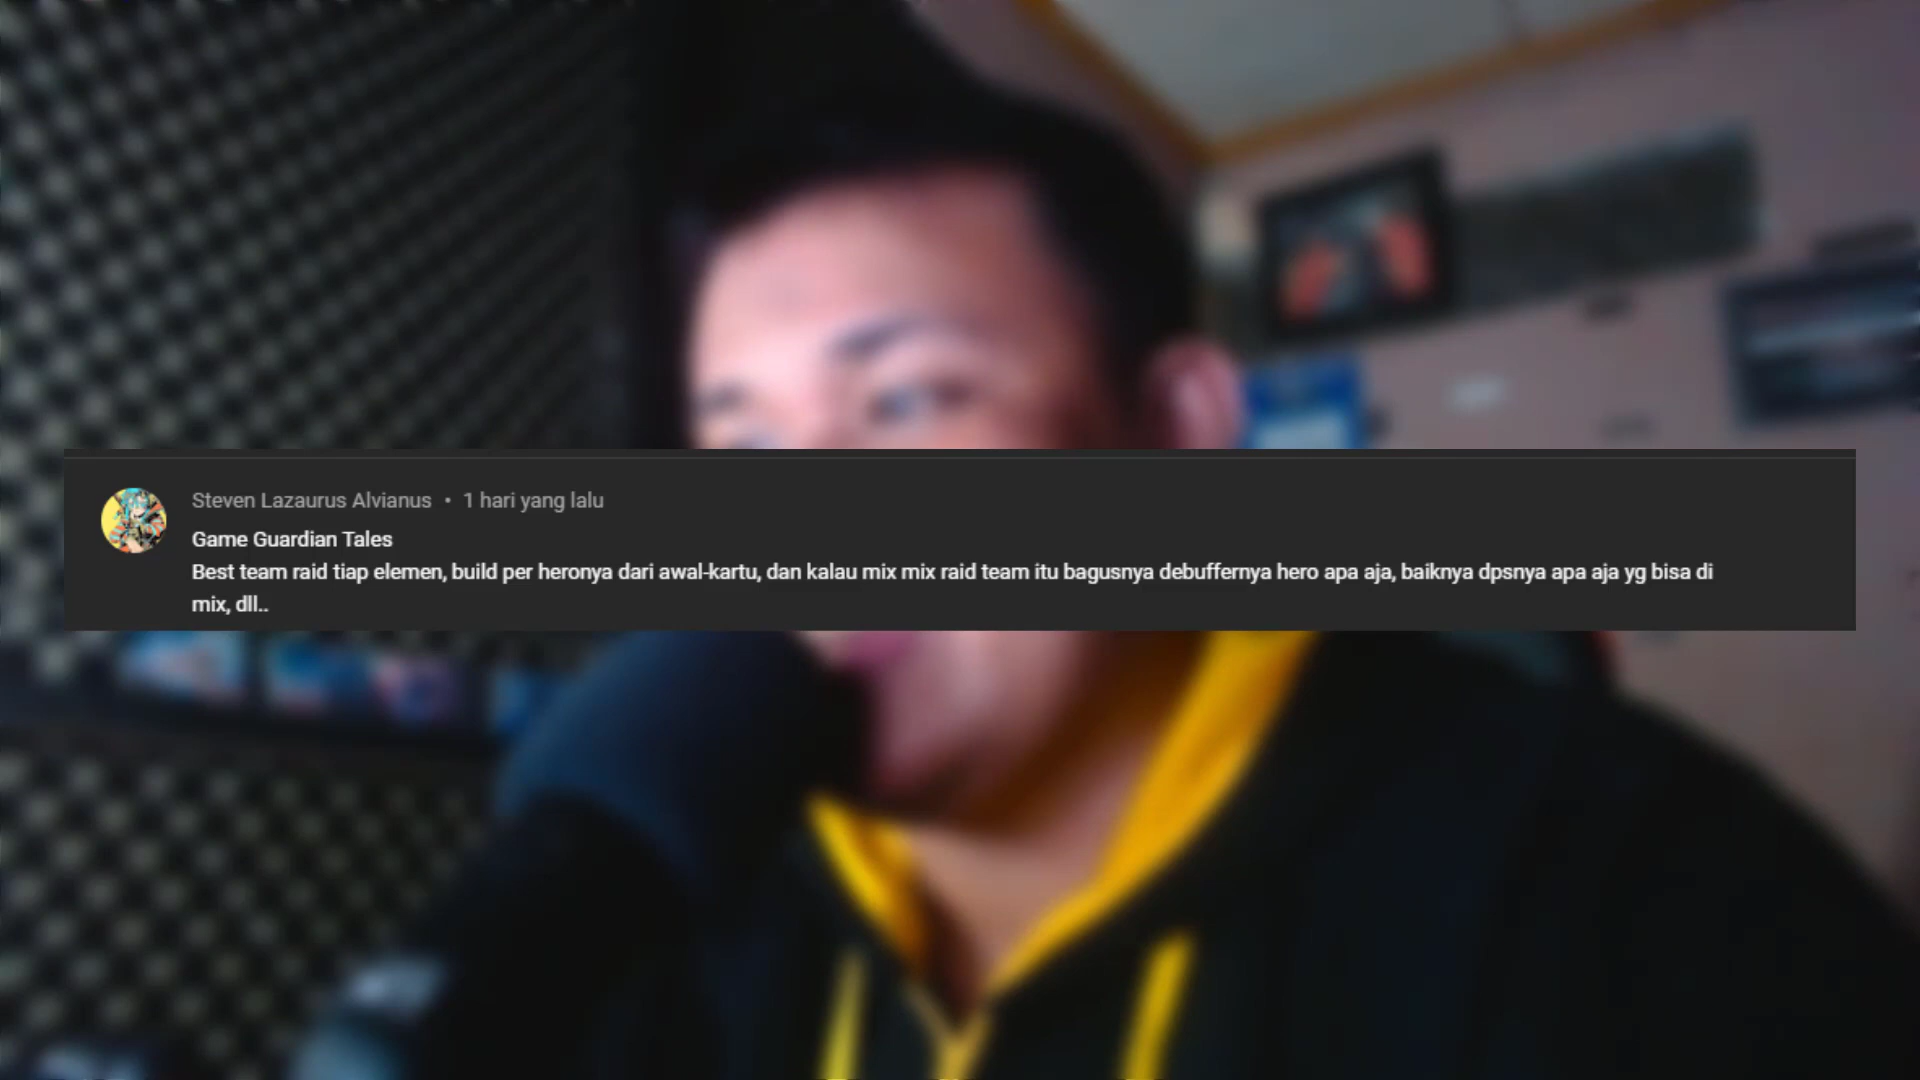 Steven Lazaurus Alvianus • 1 hari yang lalu
Game Guardian Tales
Best team raid tiap elemen, build per heronya dari awal-kartu, dan kalau mix mix raid team itu bagusnya debuffernya hero apa aja, baiknya dpsnya apa aja yg bisa di
mix, dll..